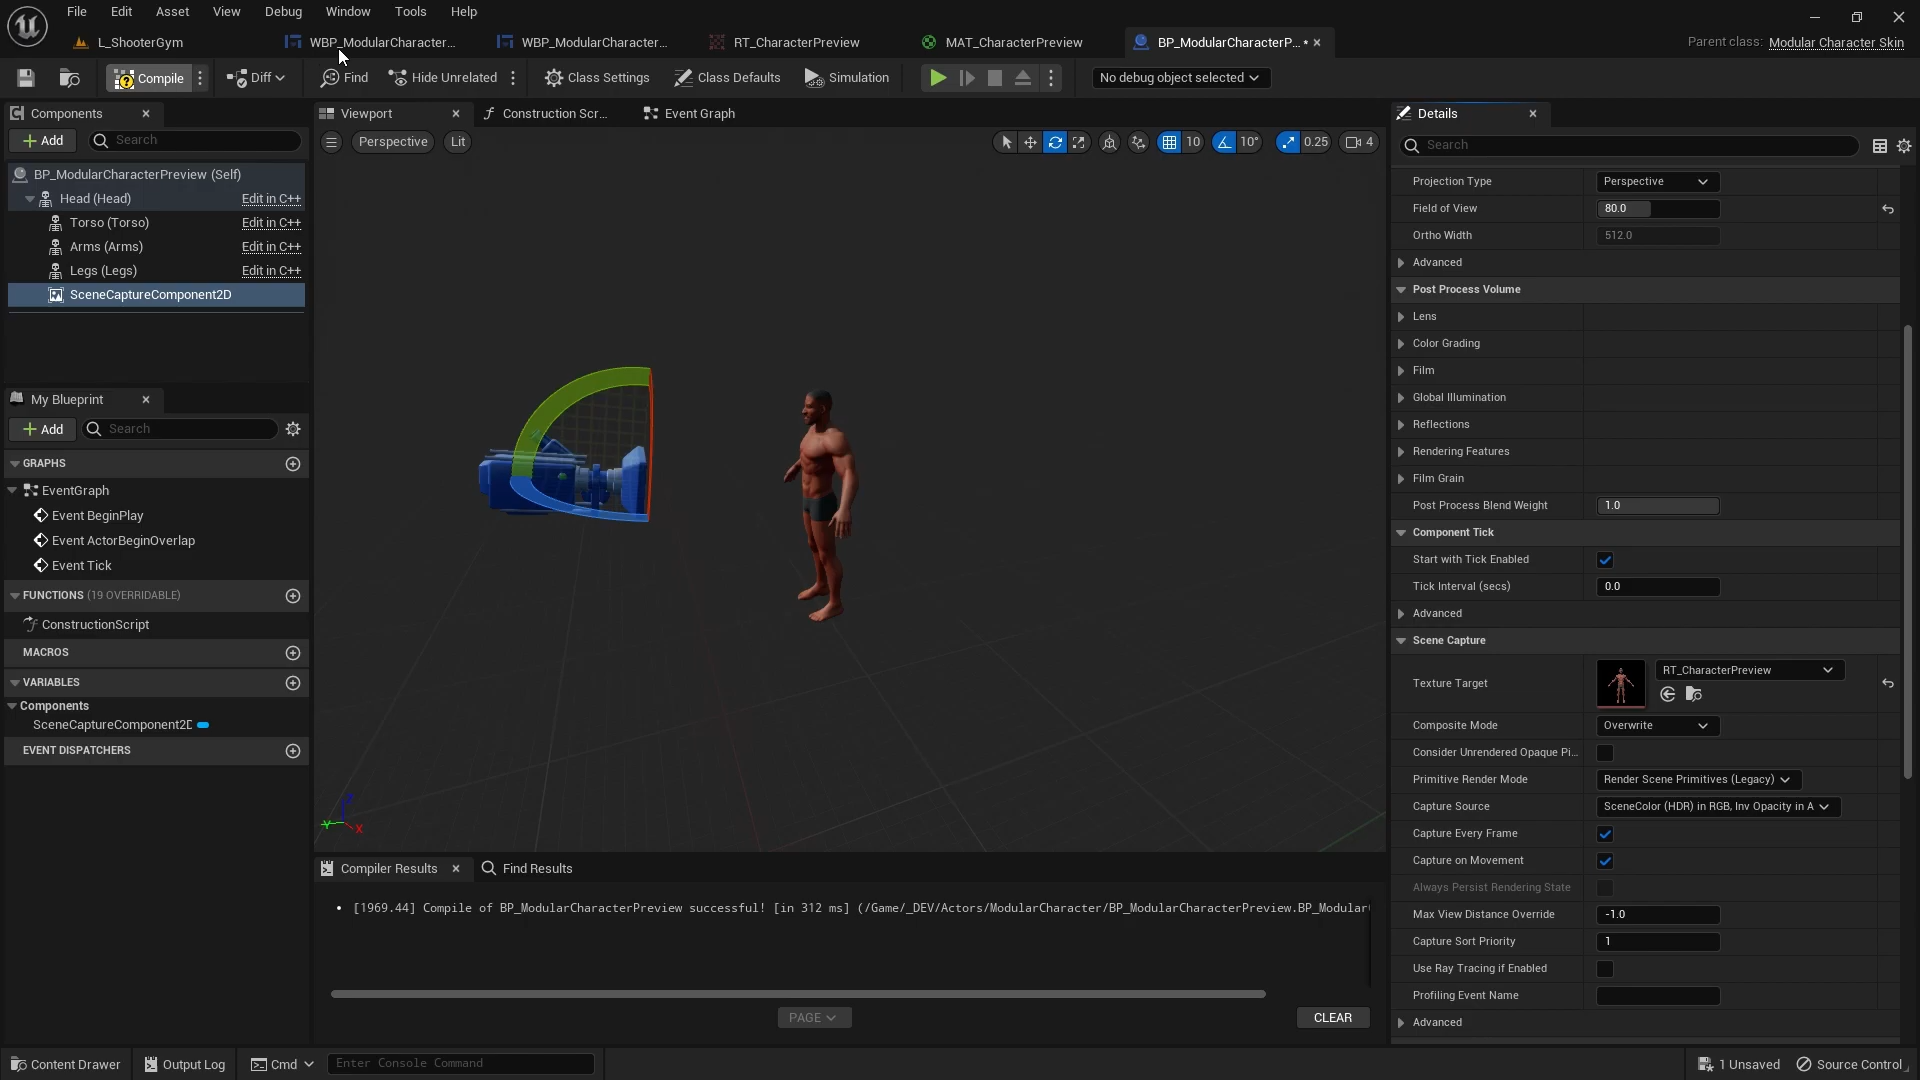 File Edit Asset View Debug Window Tools Help
L_ShooterGym WBP_ModularCharacter... WBP_ModularCharacter... RT_CharacterPreview MAT_CharacterPreview BP_ModularCharacterP... • Parent class: Modular Character Skin
Compile Diff Find Hide Unrelated Class Settings Class Defaults Simulation No debug object selected
Components
Add Search
BP_ModularCharacterPreview (Self)
Head (Head) Edit in C++
Torso (Torso) Edit in C++
Arms (Arms) Edit in C++
Legs (Legs) Edit in C++
SceneCaptureComponent2D
My Blueprint
Add Search
GRAPHS
EventGraph
Event BeginPlay
Event ActorBeginOverlap
Event Tick
FUNCTIONS (19 OVERRIDABLE)
ConstructionScript
MACROS
VARIABLES
Components
SceneCaptureComponent2D
EVENT DISPATCHERS
Viewport Construction Scr... Event Graph
Perspective Lit 10 10° 0.25 4
Z
Y X
Compiler Results Find Results
• [1969.44] Compile of BP_ModularCharacterPreview successful! [in 312 ms] (/Game/_DEV/Actors/ModularCharacter/BP_ModularCharacterPreview.BP_Modular
PAGE CLEAR
Details
Search
Projection Type Perspective
Field of View 80.0
Ortho Width 512.0
Advanced
Post Process Volume
Lens
Color Grading
Film
Global Illumination
Reflections
Rendering Features
Film Grain
Post Process Blend Weight 1.0
Component Tick
Start with Tick Enabled
Tick Interval (secs) 0.0
Advanced
Scene Capture
Texture Target RT_CharacterPreview
Composite Mode Overwrite
Consider Unrendered Opaque Pi...
Primitive Render Mode Render Scene Primitives (Legacy)
Capture Source SceneColor (HDR) in RGB, Inv Opacity in A
Capture Every Frame
Capture on Movement
Always Persist Rendering State
Max View Distance Override -1.0
Capture Sort Priority 1
Use Ray Tracing if Enabled
Profiling Event Name
Advanced
Content Drawer Output Log Cmd Enter Console Command 1 Unsaved Source Control